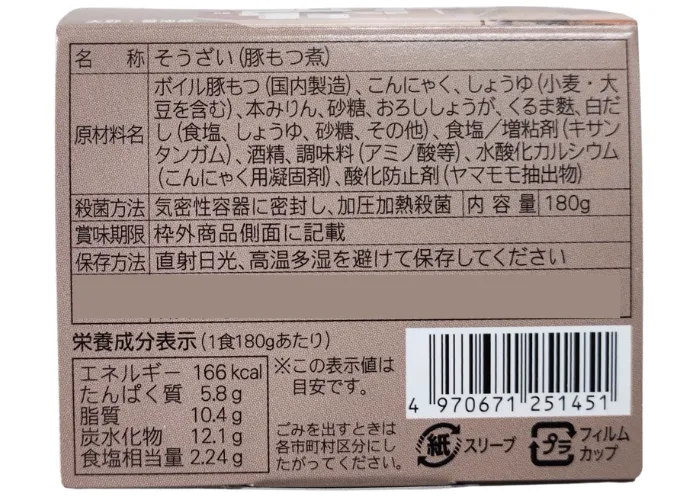 名称 そうざい(豚もつ煮)
原材料名 ボイル豚もつ(国内製造)、こんにゃく、しょうゆ(小麦・大
豆を含む)、本みりん、砂糖、おろししょうが、くるま麩、白だ
し(食塩、しょうゆ、砂糖、その他)、食塩/増粘剤(キサン
タンガム)、酒精、調味料(アミノ酸等)、水酸化カルシウム
(こんにゃく用凝固剤)、酸化防止剤(ヤマモモ抽出物)
殺菌方法 気密性容器に密封し、加圧加熱殺菌 内容量 180g
賞味期限 枠外商品側面に記載
保存方法 直射日光、高温多湿を避けて保存してください
栄養成分表示(1食180gあたり)
エネルギー 166kcal
たんぱく質 5.8g
脂質 10.4g
炭水化物 12.1g
食塩相当量 2.24g
※この表示値は
目安です。
ごみを出すときは
各市町村区分にし
たがってください。
4 970671 251451
紙 スリーブ
プラ フィルム
カップ